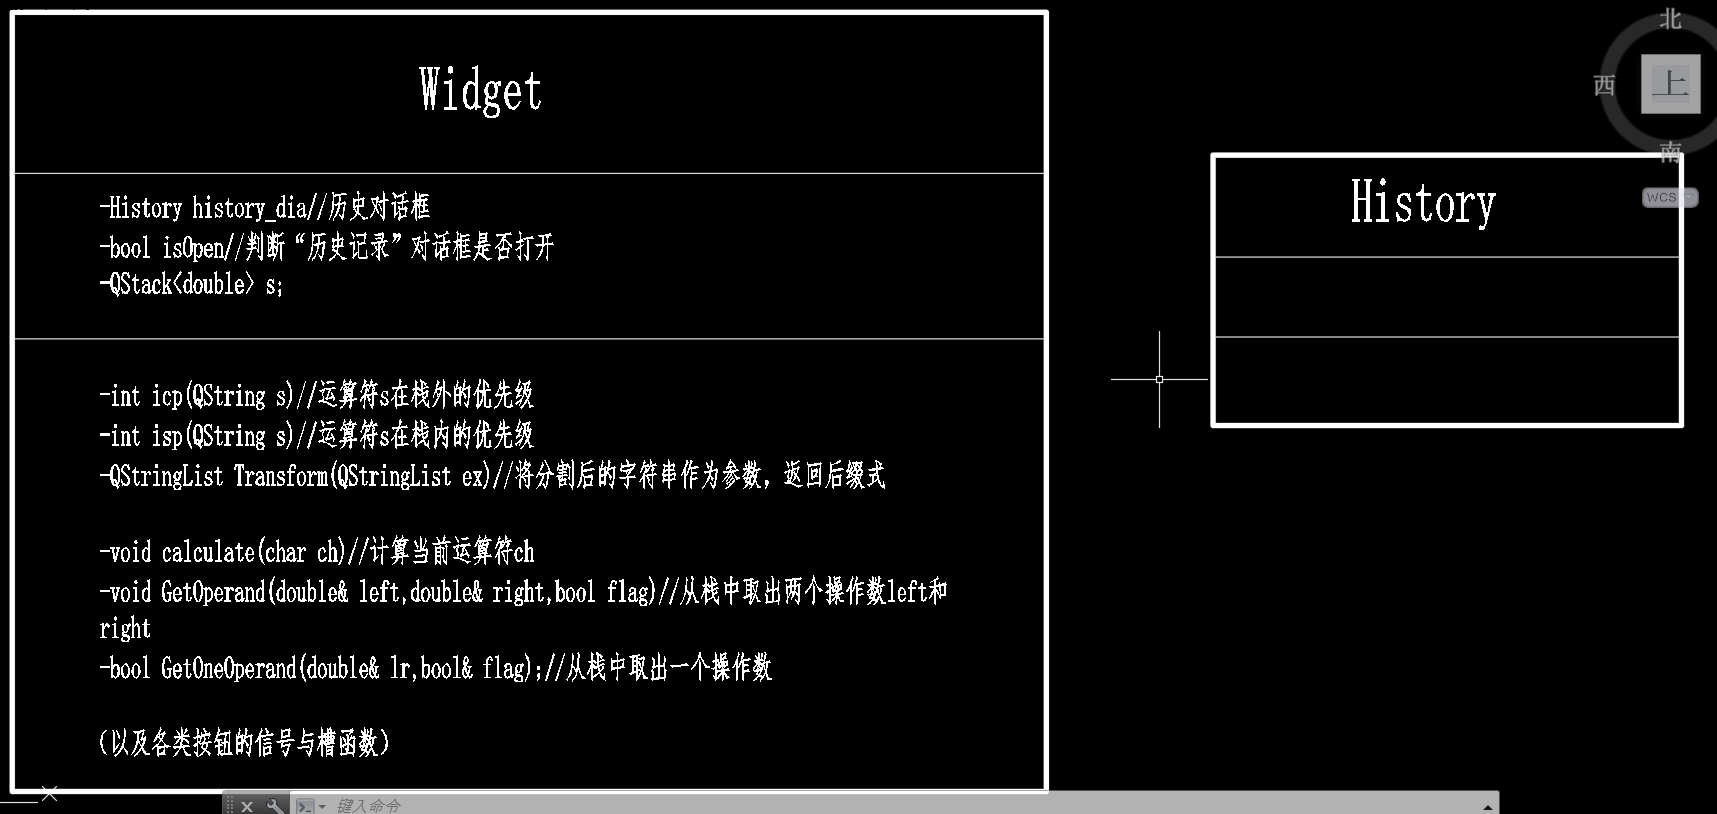 Widget
-History history_dia//历史对话框
-bool isOpen//判断“历史记录”对话框是否打开
-QStack<double> s;
-int icp(QString s)//运算符s在栈外的优先级
-int isp(QString s)//运算符s在栈内的优先级
-QStringList Transform(QStringList ex)//将分割后的字符串作为参数，返回后缀式
-void calculate(char ch)//计算当前运算符ch
-void GetOperand(double& left,double& right,bool flag)//从栈中取出两个操作数left和
right
-bool GetOneOperand(double& lr,bool& flag);//从栈中取出一个操作数
(以及各类按钮的信号与槽函数)
History
北
西
上
南
WCS
键入命令